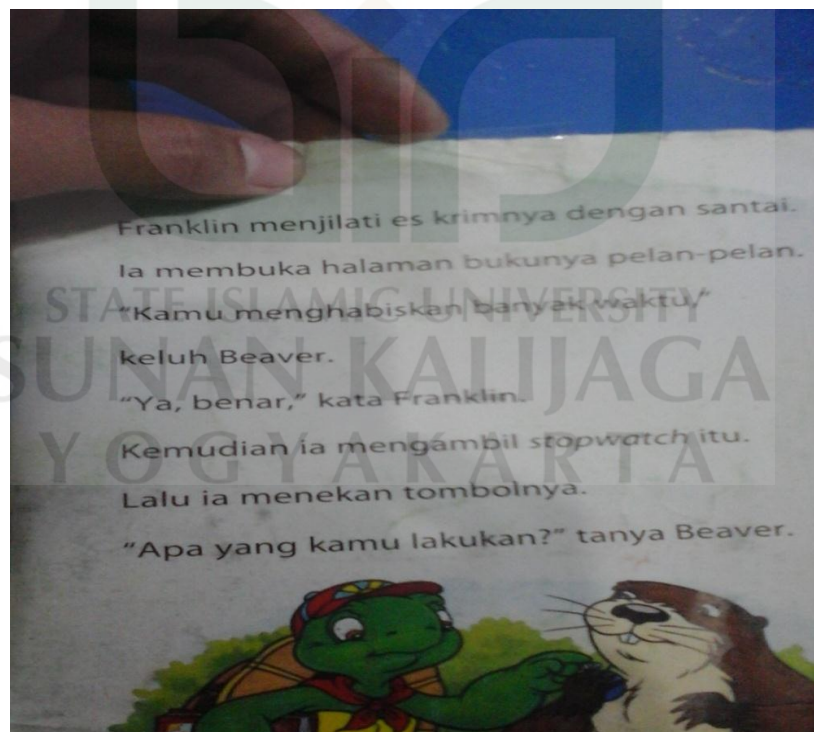 Franklin menjilati es krimnya dengan santai.
Ia membuka halaman bukunya pelan-pelan.
"Kamu menghabiskan banyak waktu,"
keluh Beaver.
"Ya, benar," kata Franklin.
Kemudian ia mengambil stopwatch itu.
Lalu ia menekan tombolnya.
"Apa yang kamu lakukan?" tanya Beaver.
STATE ISLAMIC UNIVERSITY
SUNAN KALIJAGA
YOGYAKARTA